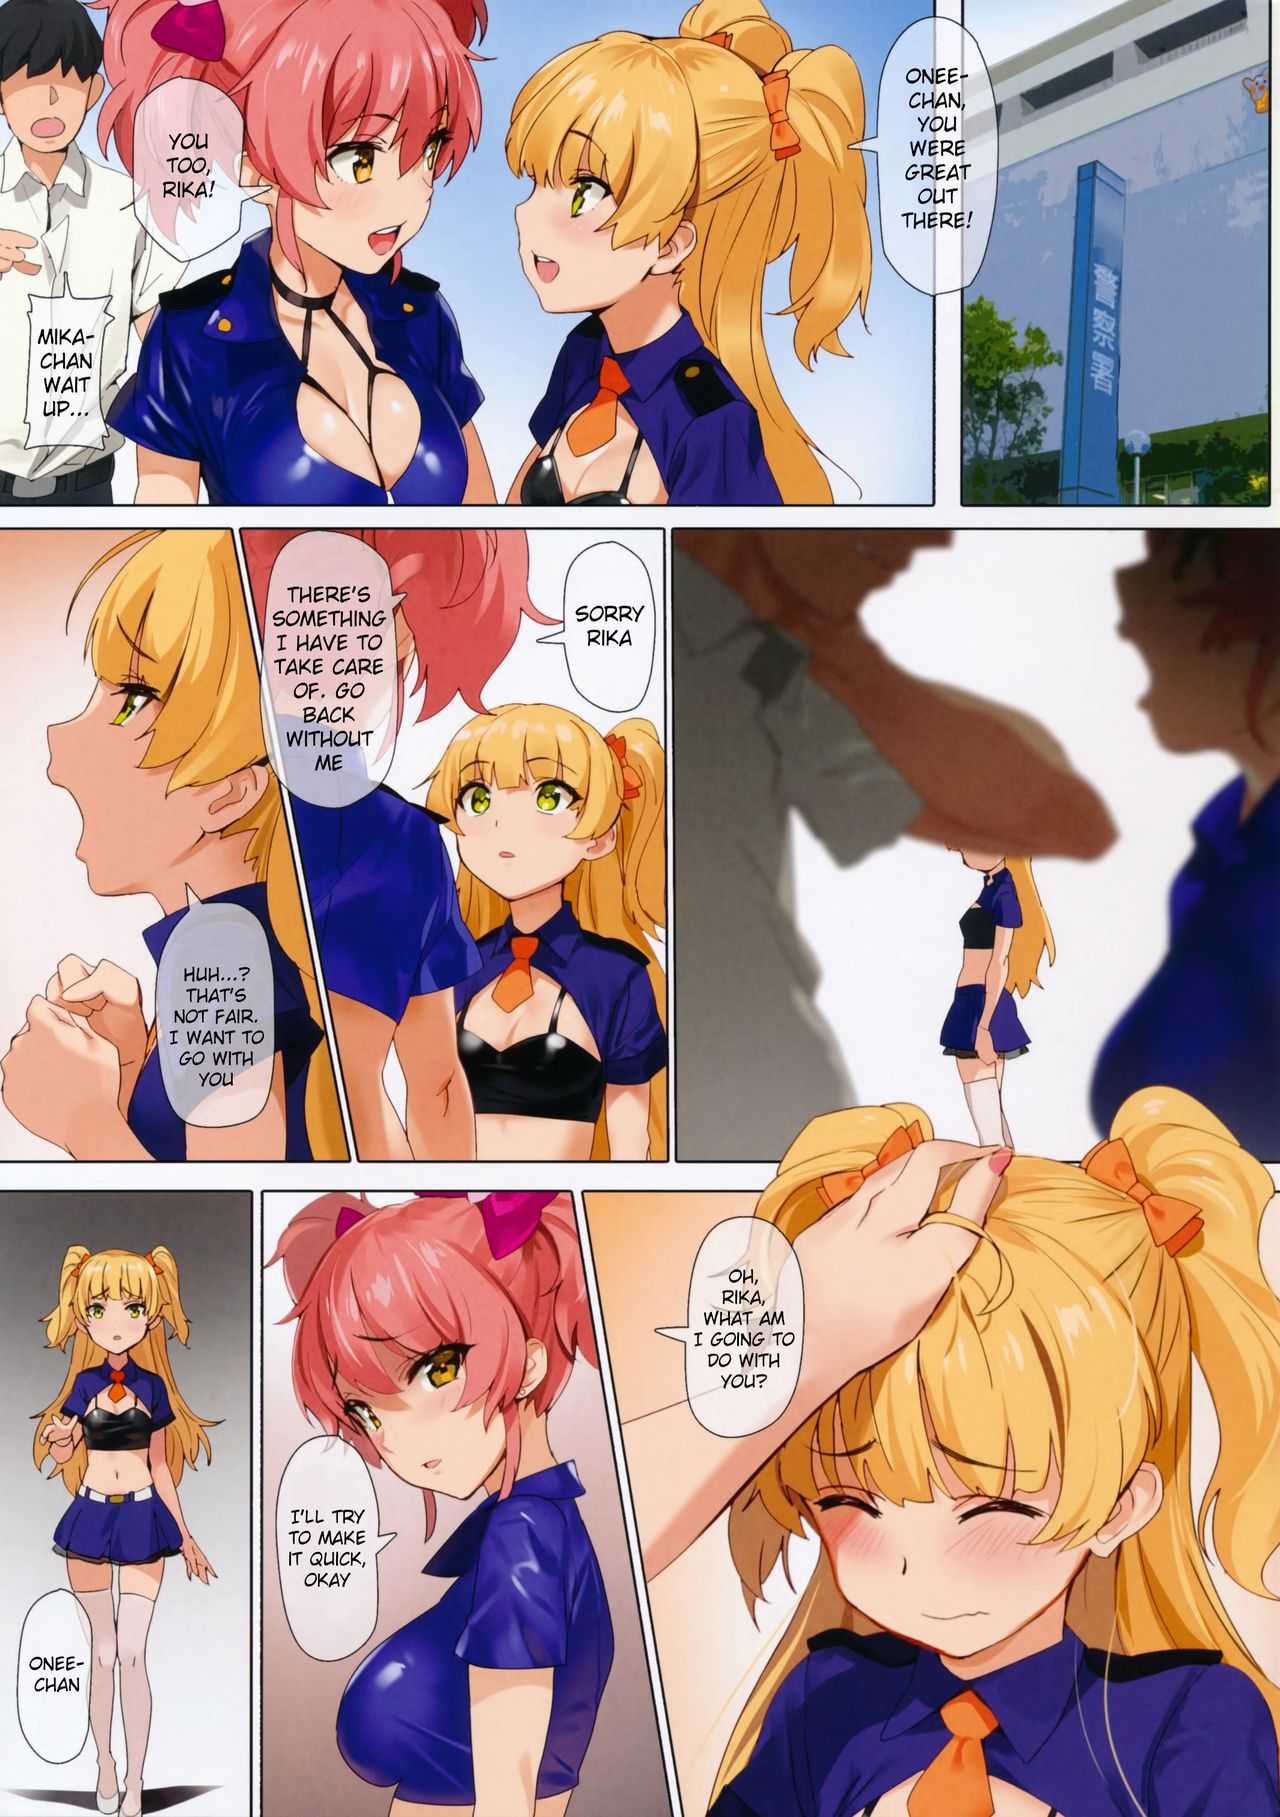 警察署
ONEE-
CHAN,
YOU
WERE
GREAT
OUT
THERE!
YOU
TOO,
RIKA!
MIKA-
CHAN
WAIT
UP...
SORRY
RIKA
THERE'S
SOMETHING
I HAVE TO
TAKE CARE
OF. GO
BACK
WITHOUT
ME
HUH...?
THAT'S
NOT FAIR.
I WANT TO
GO WITH
YOU
OH,
RIKA,
WHAT AM
I GOING TO
DO WITH
YOU?
I'LL TRY
TO MAKE
IT QUICK,
OKAY
ONEE-
CHAN